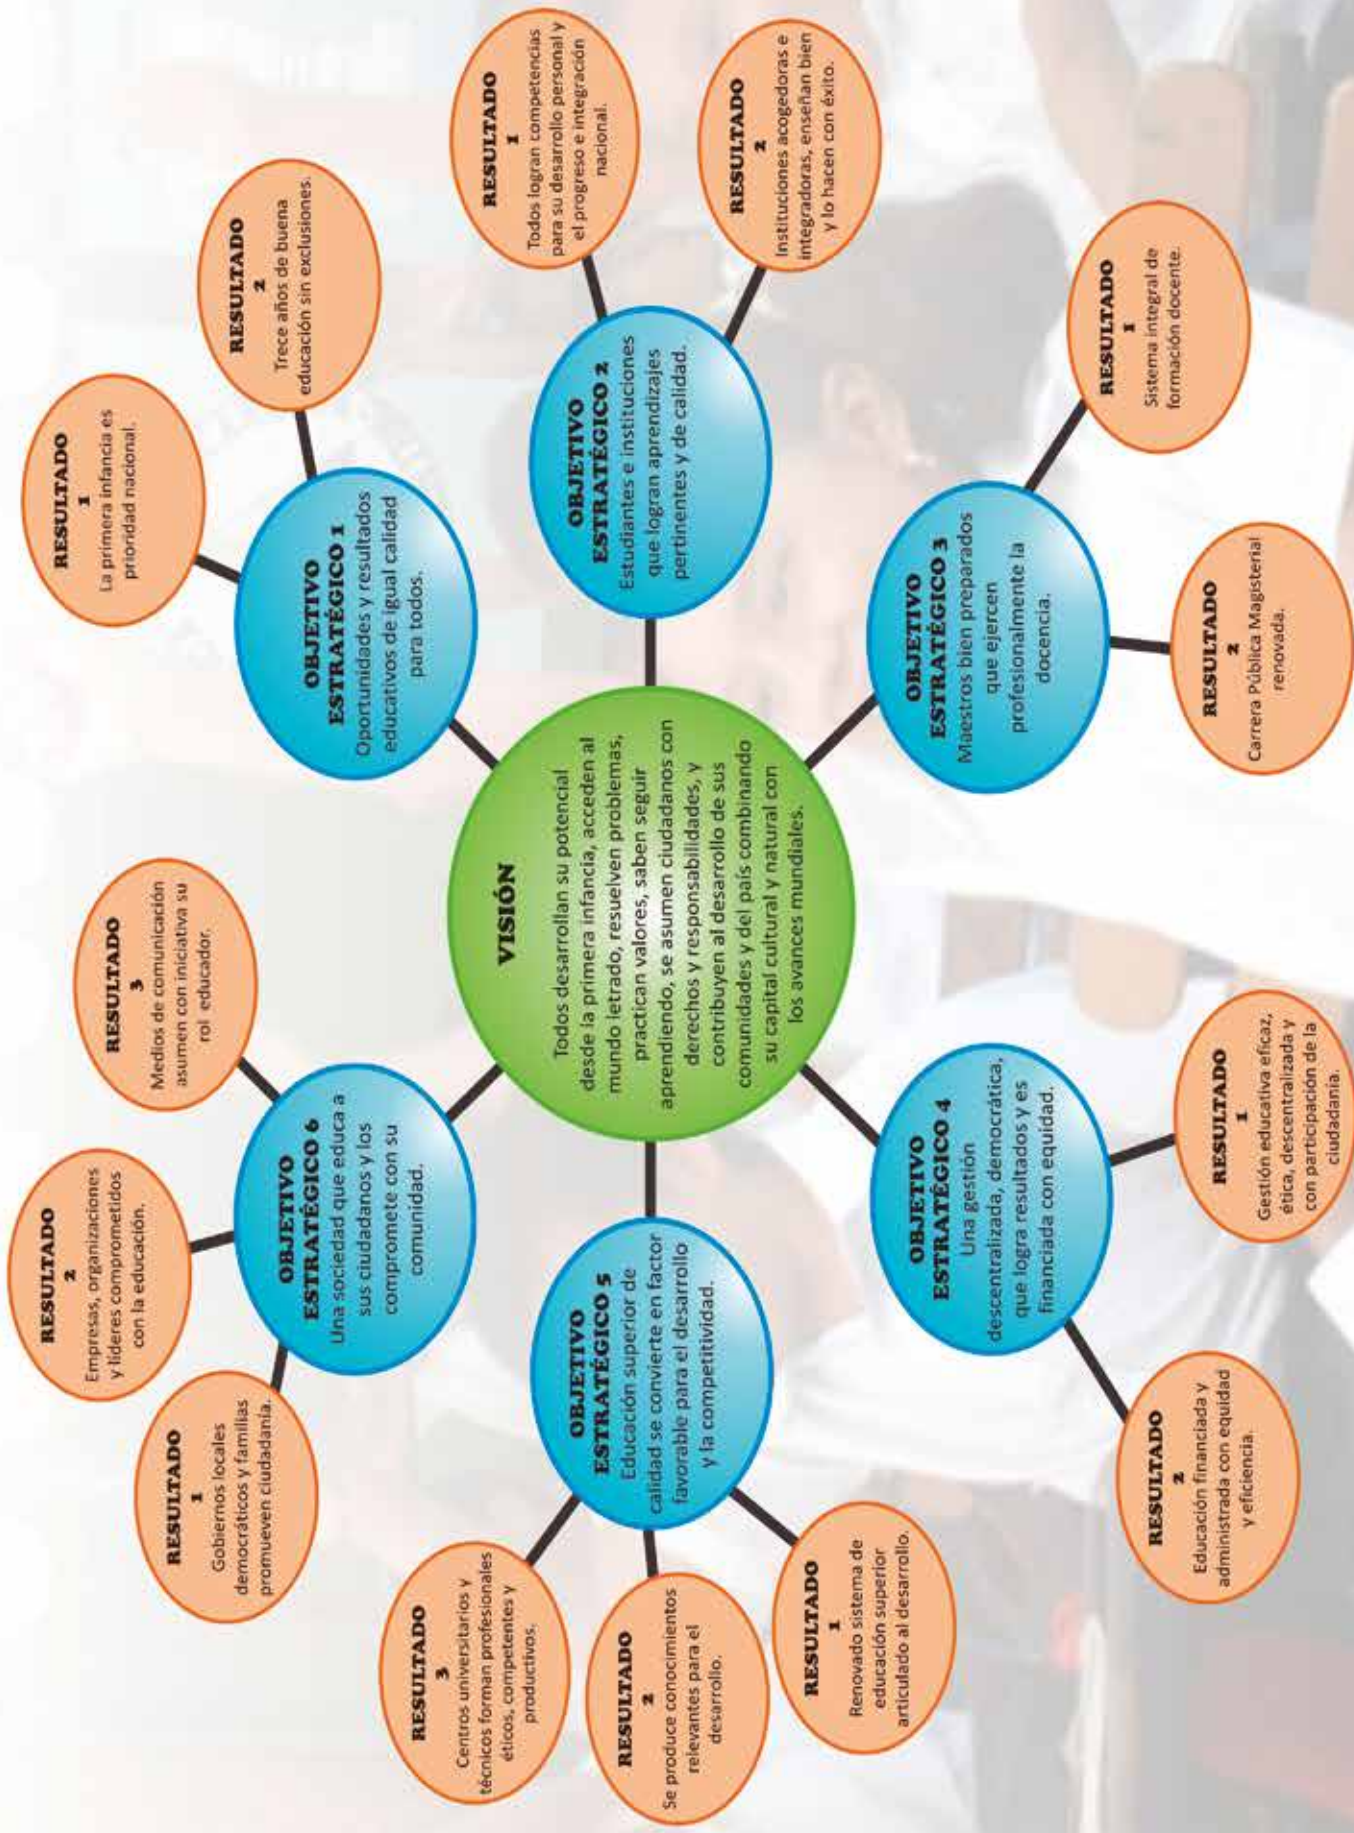 VISIÓN
Todos desarrollan su potencial
desde la primera infancia, acceden al
mundo letrado, resuelven problemas,
practican valores, saben seguir
aprendiendo, se asumen ciudadanos con
derechos y responsabilidades, y
contribuyen al desarrollo de sus
comunidades y del país combinando
su capital cultural y natural con
los avances mundiales.
OBJETIVO
ESTRATÉGICO 1
Oportunidades y resultados
educativos de igual calidad
para todos.
RESULTADO
1
La primera infancia es
prioridad nacional.
RESULTADO
2
Trece años de buena
educación sin exclusiones.
OBJETIVO
ESTRATÉGICO 2
Estudiantes e instituciones
que logran aprendizajes
pertinentes y de calidad.
RESULTADO
1
Todos logran competencias
para su desarrollo personal y
el progreso e integración
nacional.
RESULTADO
2
Instituciones acogedoras e
integradoras, enseñan bien
y lo hacen con éxito.
OBJETIVO
ESTRATÉGICO 3
Maestros bien preparados
que ejercen
profesionalmente la
docencia.
RESULTADO
1
Sistema integral de
formación docente.
RESULTADO
2
Carrera Pública Magisterial
renovada.
OBJETIVO
ESTRATÉGICO 4
Una gestión
descentralizada, democrática,
que logra resultados y es
financiada con equidad.
RESULTADO
1
Gestión educativa eficaz,
ética, descentralizada y
con participación de la
ciudadanía.
RESULTADO
2
Educación financiada y
administrada con equidad
y eficiencia.
OBJETIVO
ESTRATÉGICO 5
Educación superior de
calidad se convierte en factor
favorable para el desarrollo
y la competitividad.
RESULTADO
1
Renovado sistema de
educación superior
articulado al desarrollo.
RESULTADO
2
Se produce conocimientos
relevantes para el
desarrollo.
RESULTADO
3
Centros universitarios y
técnicos forman profesionales
éticos, competentes y
productivos.
OBJETIVO
ESTRATÉGICO 6
Una sociedad que educa a
sus ciudadanos y los
compromete con su
comunidad.
RESULTADO
1
Gobiernos locales
democráticos y familias
promueven ciudadanía.
RESULTADO
2
Empresas, organizaciones
y líderes comprometidos
con la educación.
RESULTADO
3
Medios de comunicación
asumen con iniciativa su
rol educador.